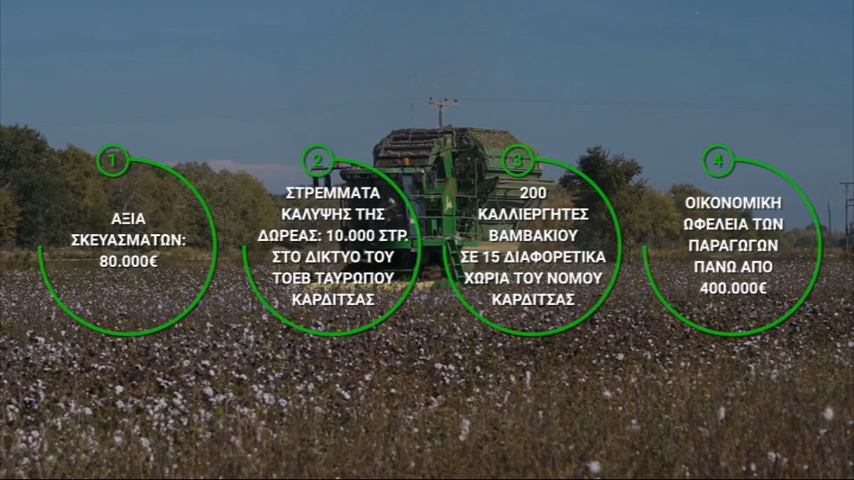 1
ΑΞΙΑ
ΣΚΕΥΑΣΜΑΤΩΝ:
80.000€
2
ΣΤΡΕΜΜΑΤΑ
ΚΑΛΥΨΗΣ ΤΗΣ
ΔΩΡΕΑΣ: 10.000 ΣΤΡ.
ΣΤΟ ΔΙΚΤΥΟ ΤΟΥ
ΤΟΕΒ ΤΑΥΡΩΠΟΥ
ΚΑΡΔΙΤΣΑΣ
3
200
ΚΑΛΛΙΕΡΓΗΤΕΣ
ΒΑΜΒΑΚΙΟΥ
ΣΕ 15 ΔΙΑΦΟΡΕΤΙΚΑ
ΧΩΡΙΑ ΤΟΥ ΝΟΜΟΥ
ΚΑΡΔΙΤΣΑΣ
4
ΟΙΚΟΝΟΜΙΚΗ
ΩΦΕΛΕΙΑ ΤΩΝ
ΠΑΡΑΓΩΓΩΝ
ΠΑΝΩ ΑΠΟ
400.000€